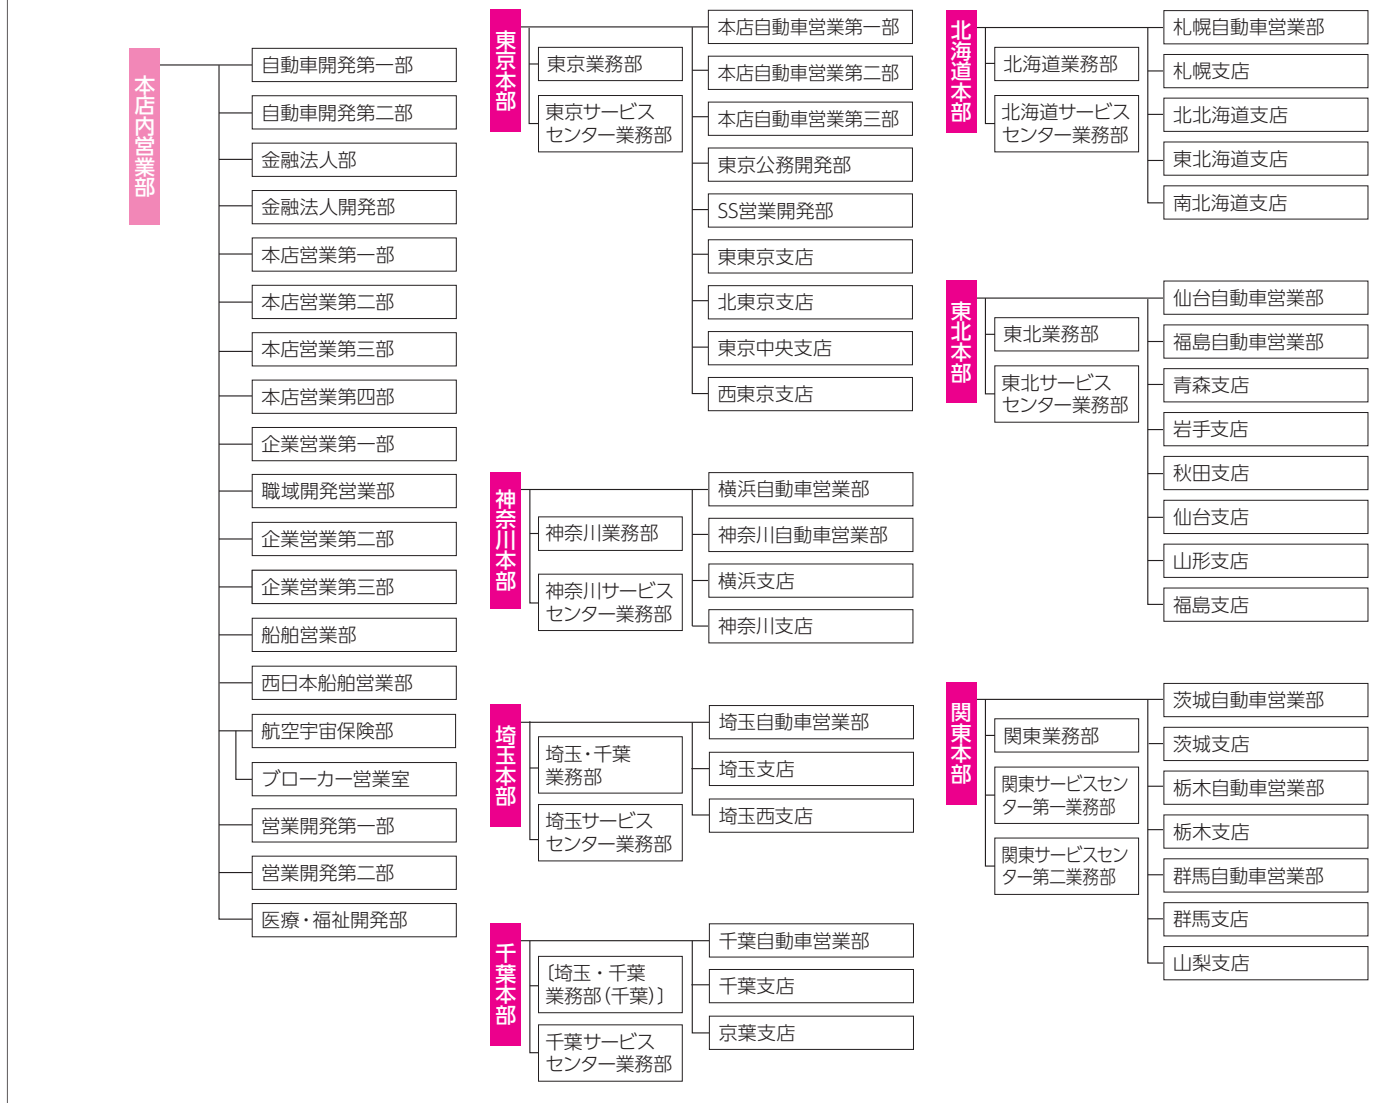 本店内営業部
自動車開発第一部
自動車開発第二部
金融法人部
金融法人開発部
本店営業第一部
本店営業第二部
本店営業第三部
本店営業第四部
企業営業第一部
職域開発営業部
企業営業第二部
企業営業第三部
船舶営業部
西日本船舶営業部
航空宇宙保険部
ブローカー営業室
営業開発第一部
営業開発第二部
医療・福祉開発部
東京本部
東京業務部
東京サービス
センター業務部
本店自動車営業第一部
本店自動車営業第二部
本店自動車営業第三部
東京公務開発部
SS営業開発部
東東京支店
北東京支店
東京中央支店
西東京支店
神奈川本部
神奈川業務部
神奈川サービス
センター業務部
横浜自動車営業部
神奈川自動車営業部
横浜支店
神奈川支店
埼玉本部
埼玉・千葉
業務部
埼玉サービス
センター業務部
埼玉自動車営業部
埼玉支店
埼玉西支店
千葉本部
〔埼玉・千葉
業務部(千葉)〕
千葉サービス
センター業務部
千葉自動車営業部
千葉支店
京葉支店
北海道本部
北海道業務部
北海道サービス
センター業務部
札幌自動車営業部
札幌支店
北北海道支店
東北海道支店
南北海道支店
東北本部
東北業務部
東北サービス
センター業務部
仙台自動車営業部
福島自動車営業部
青森支店
岩手支店
秋田支店
仙台支店
山形支店
福島支店
関東本部
関東業務部
関東サービスセン
ター第一業務部
関東サービスセン
ター第二業務部
茨城自動車営業部
茨城支店
栃木自動車営業部
栃木支店
群馬自動車営業部
群馬支店
山梨支店